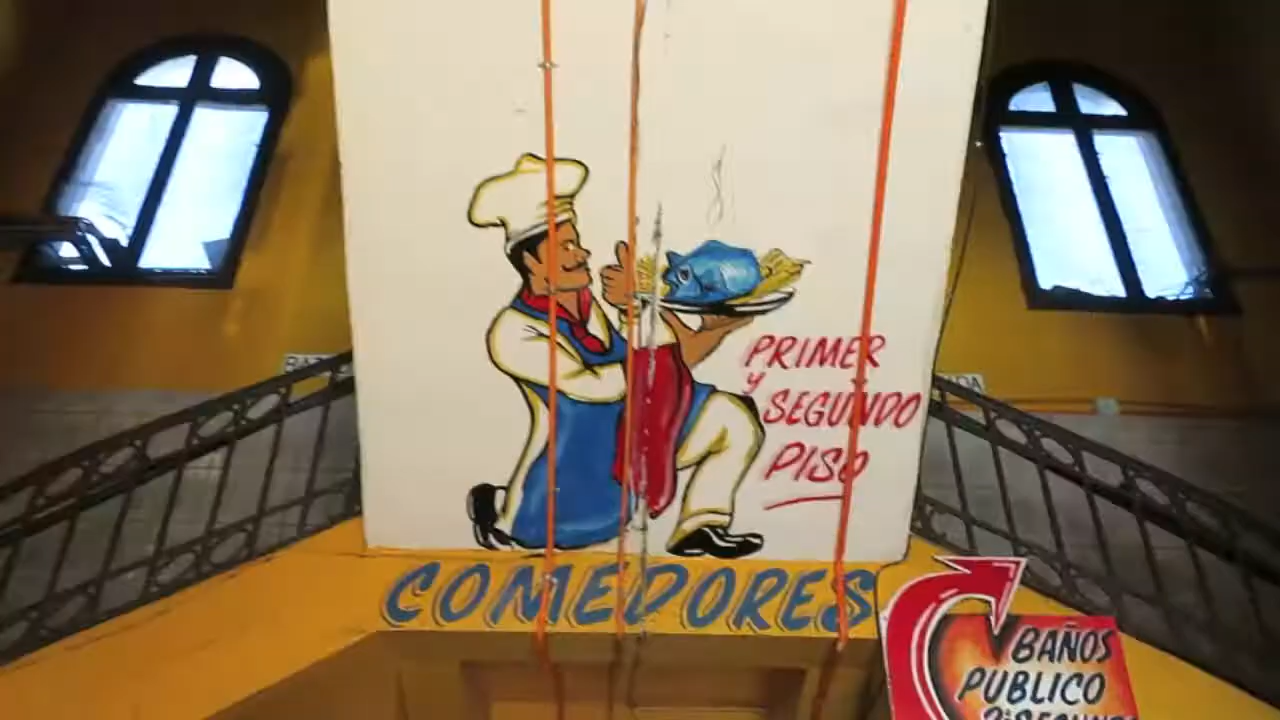 PRIMER
y
SEGUNDO
PISO
COMEDORES
BAÑOS
PUBLICO